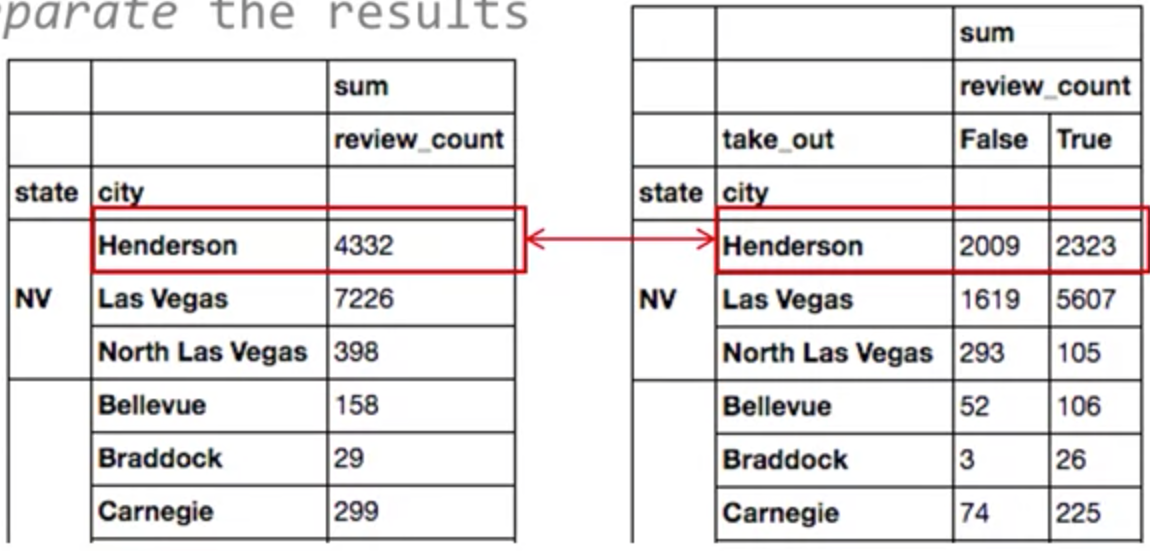 parate the results
sum
review_count
state city
Henderson 4332
NV Las Vegas 7226
North Las Vegas 398
Bellevue 158
Braddock 29
Carnegie 299
sum
review_count
take_out False True
state city
Henderson 2009 2323
NV Las Vegas 1619 5607
North Las Vegas 293 105
Bellevue 52 106
Braddock 3 26
Carnegie 74 225